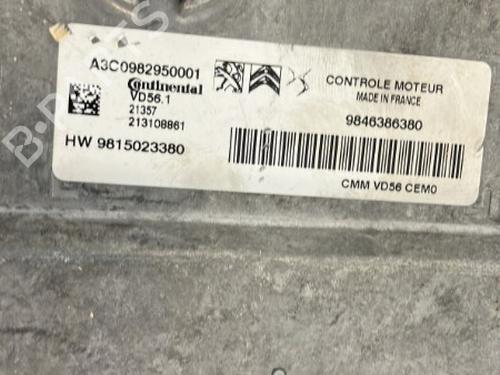 A3C0982950001
Continental
VD56.1
21357
213108861
HW 9815023380
CONTROLE MOTEUR
MADE IN FRANCE
9846386380
CMM VD56 CEM0